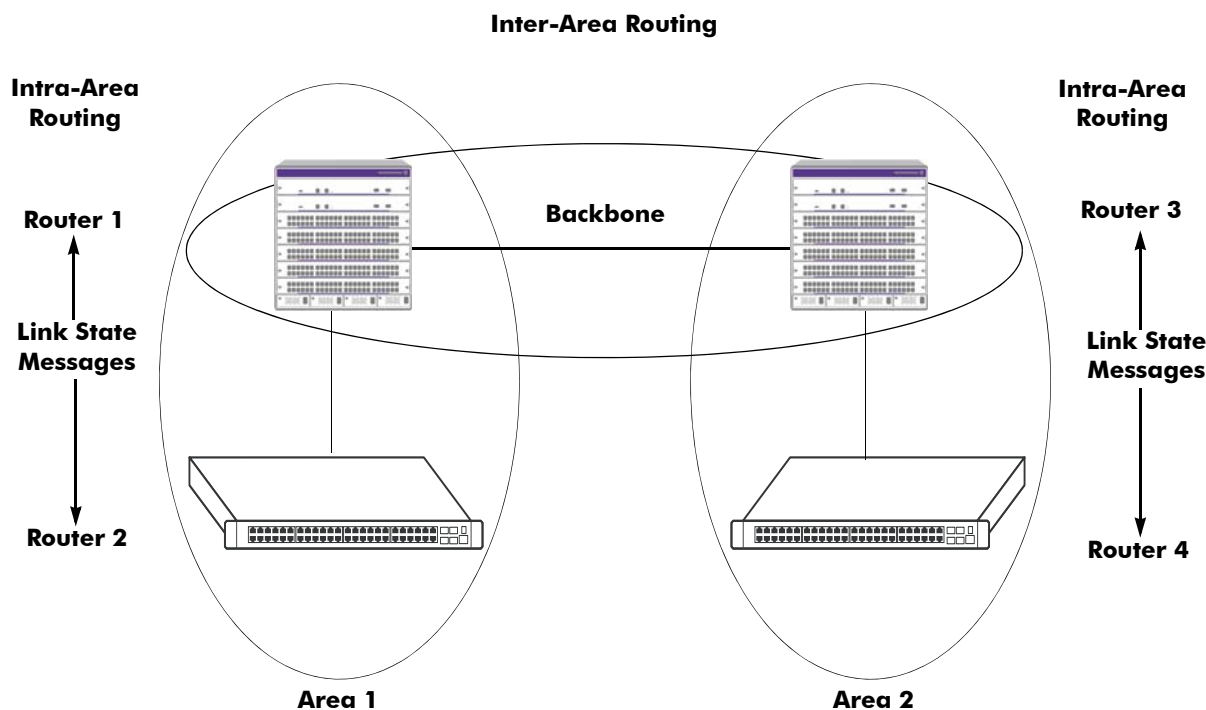 Inter-Area Routing
Intra-Area
Routing
Intra-Area
Routing
Router 1
Backbone
Router 3
Link State
Messages
Link State
Messages
Router 2
Router 4
Area 1
Area 2